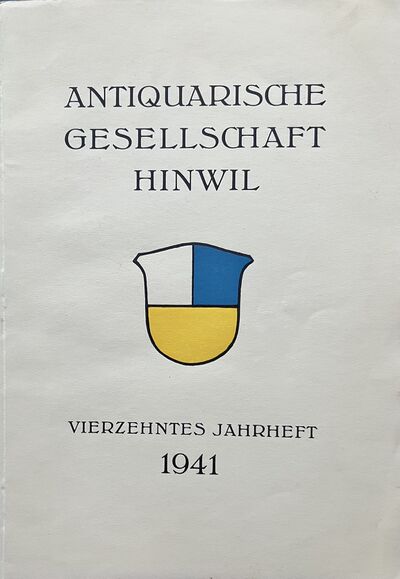 ANTIQUARISCHE
GESELLSCHAFT
HINWIL
VIERZEHNTES JAHRHEFT
1941